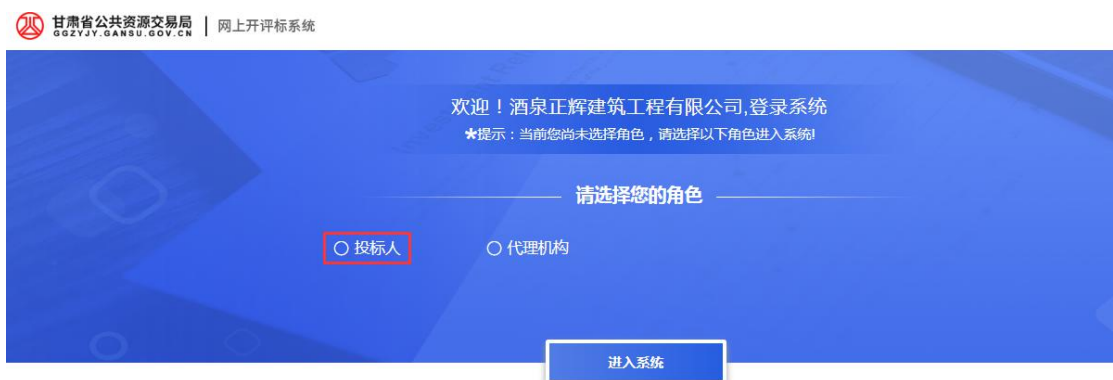 甘肃省公共资源交易局 | 网上开评标系统
GGZYJY.GANSU.GOV.CN
欢迎！酒泉正辉建筑工程有限公司,登录系统
*提示：当前您尚未选择角色，请选择以下角色进入系统!
请选择您的角色
投标人 代理机构
进入系统